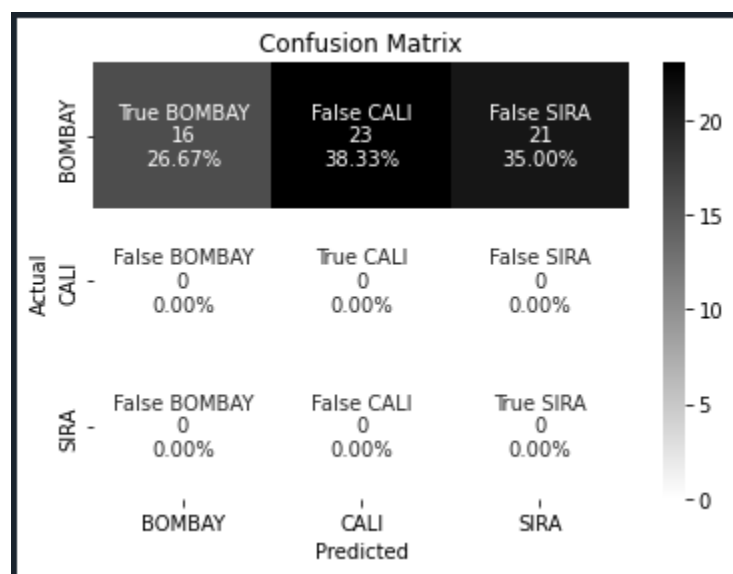 Confusion Matrix
BOMBAY
True BOMBAY
16
26.67%
False CALI
23
38.33%
False SIRA
21
35.00%
Actual
CALI
False BOMBAY
0
0.00%
True CALI
0
0.00%
False SIRA
0
0.00%
SIRA
False BOMBAY
0
0.00%
False CALI
0
0.00%
True SIRA
0
0.00%
BOMBAY
CALI
SIRA
Predicted
20
15
10
5
0